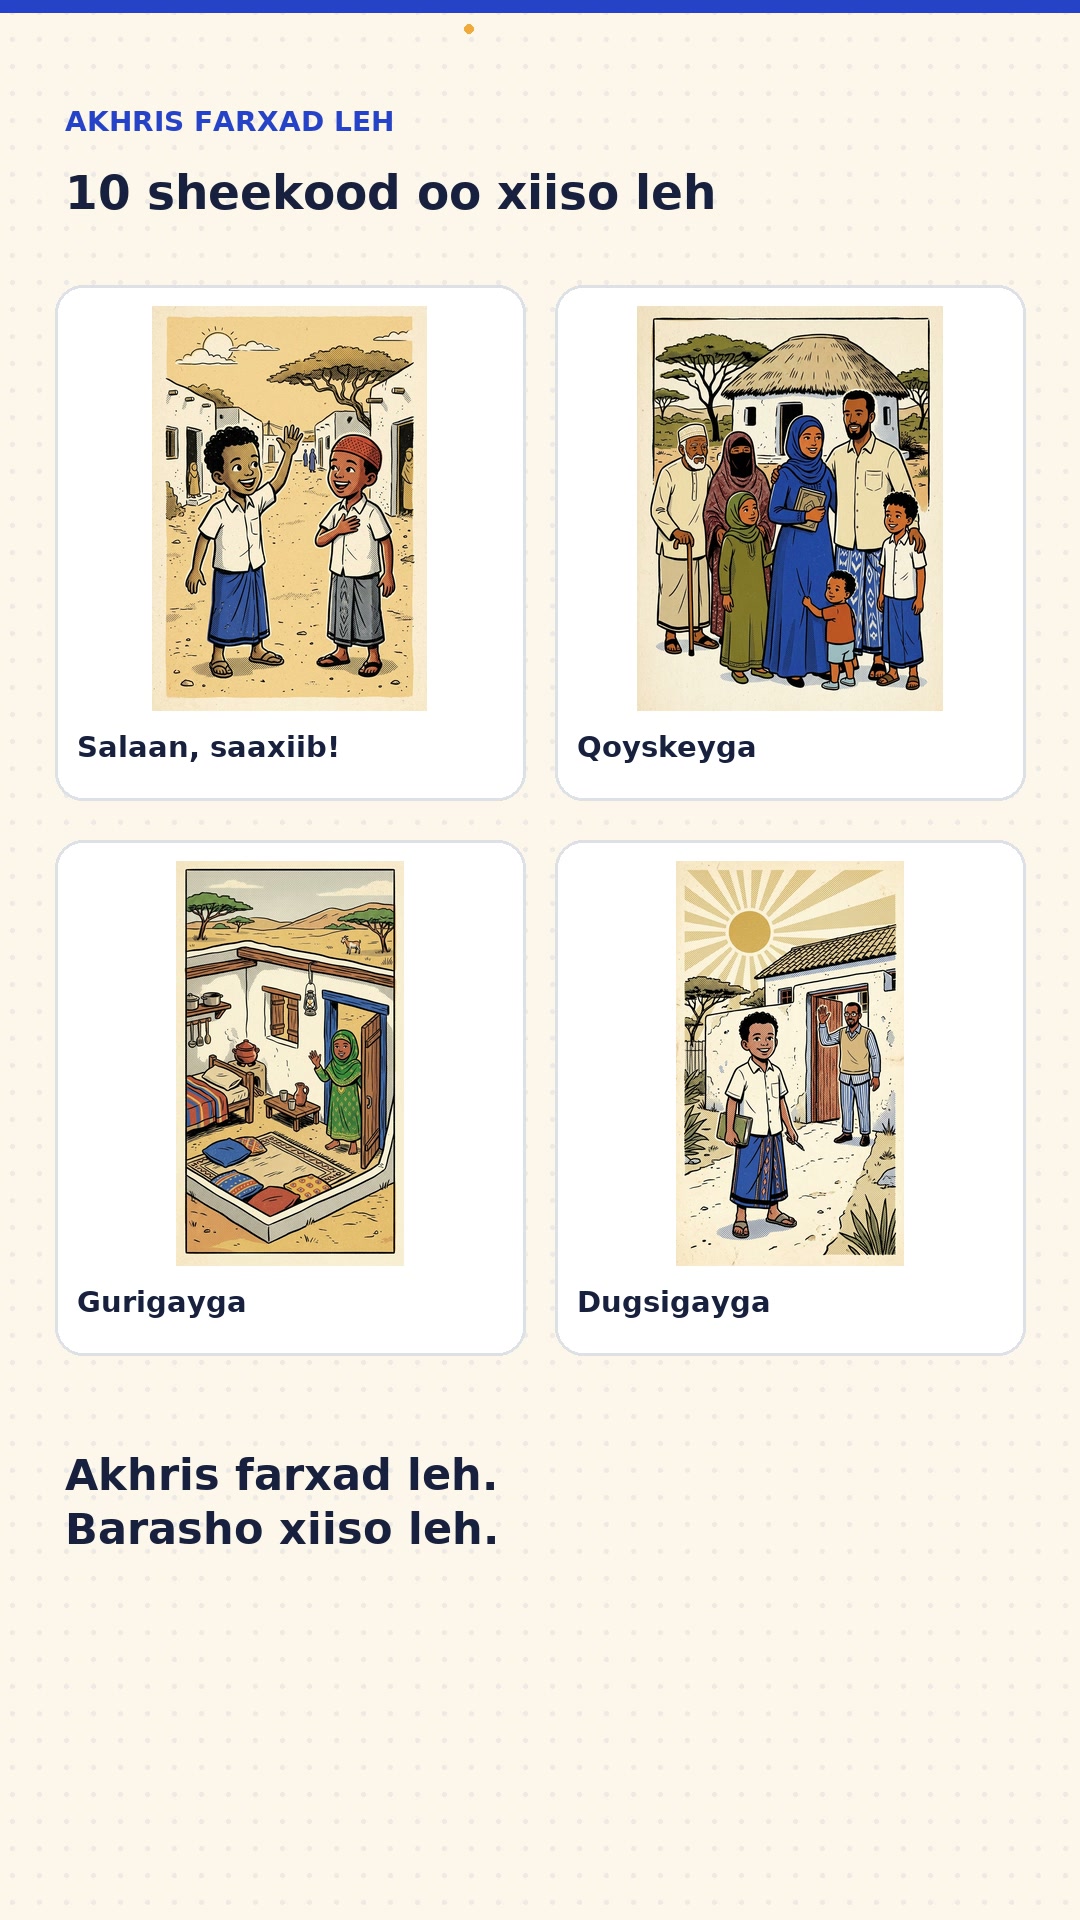 AKHRIS FARXAD LEH
10 sheekood oo xiiso leh
Salaan, saaxiib!
Qoyskeyga
Gurigayga
Dugsigayga
Akhris farxad leh.
Barasho xiiso leh.